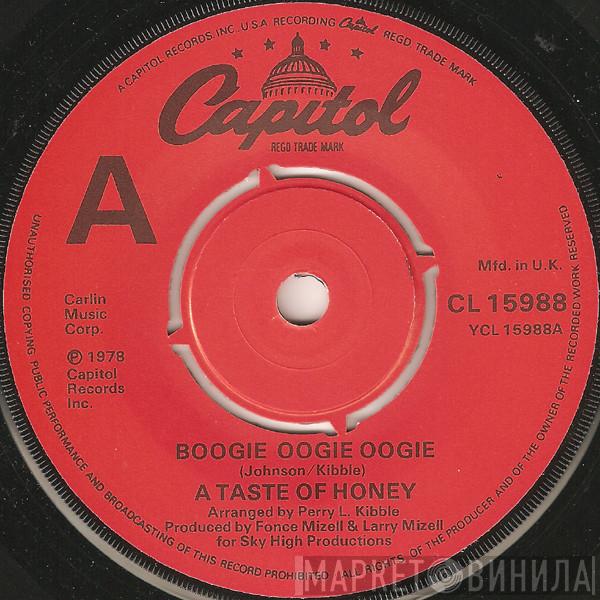 A CAPITOL RECORDS INC., U.S.A. RECORDING Capitol REGD TRADE MARK
Capitol
REGD TRADE MARK
A
Mfd. in U.K.
CL 15988
YCL 15988A
Carlin
Music
Corp.
℗ 1978
Capitol
Records
Inc.
BOOGIE OOGIE OOGIE
(Johnson/Kibble)
A TASTE OF HONEY
Arranged by Perry L. Kibble
Produced by Fonce Mizell & Larry Mizell
for Sky High Productions
UNAUTHORISED COPYING PUBLIC PERFORMANCE AND BROADCASTING OF THIS RECORD PROHIBITED
ALL RIGHTS OF THE PRODUCER AND OF THE OWNER OF THE RECORDED WORK RESERVED
МАРКЕТ ВИНИЛА